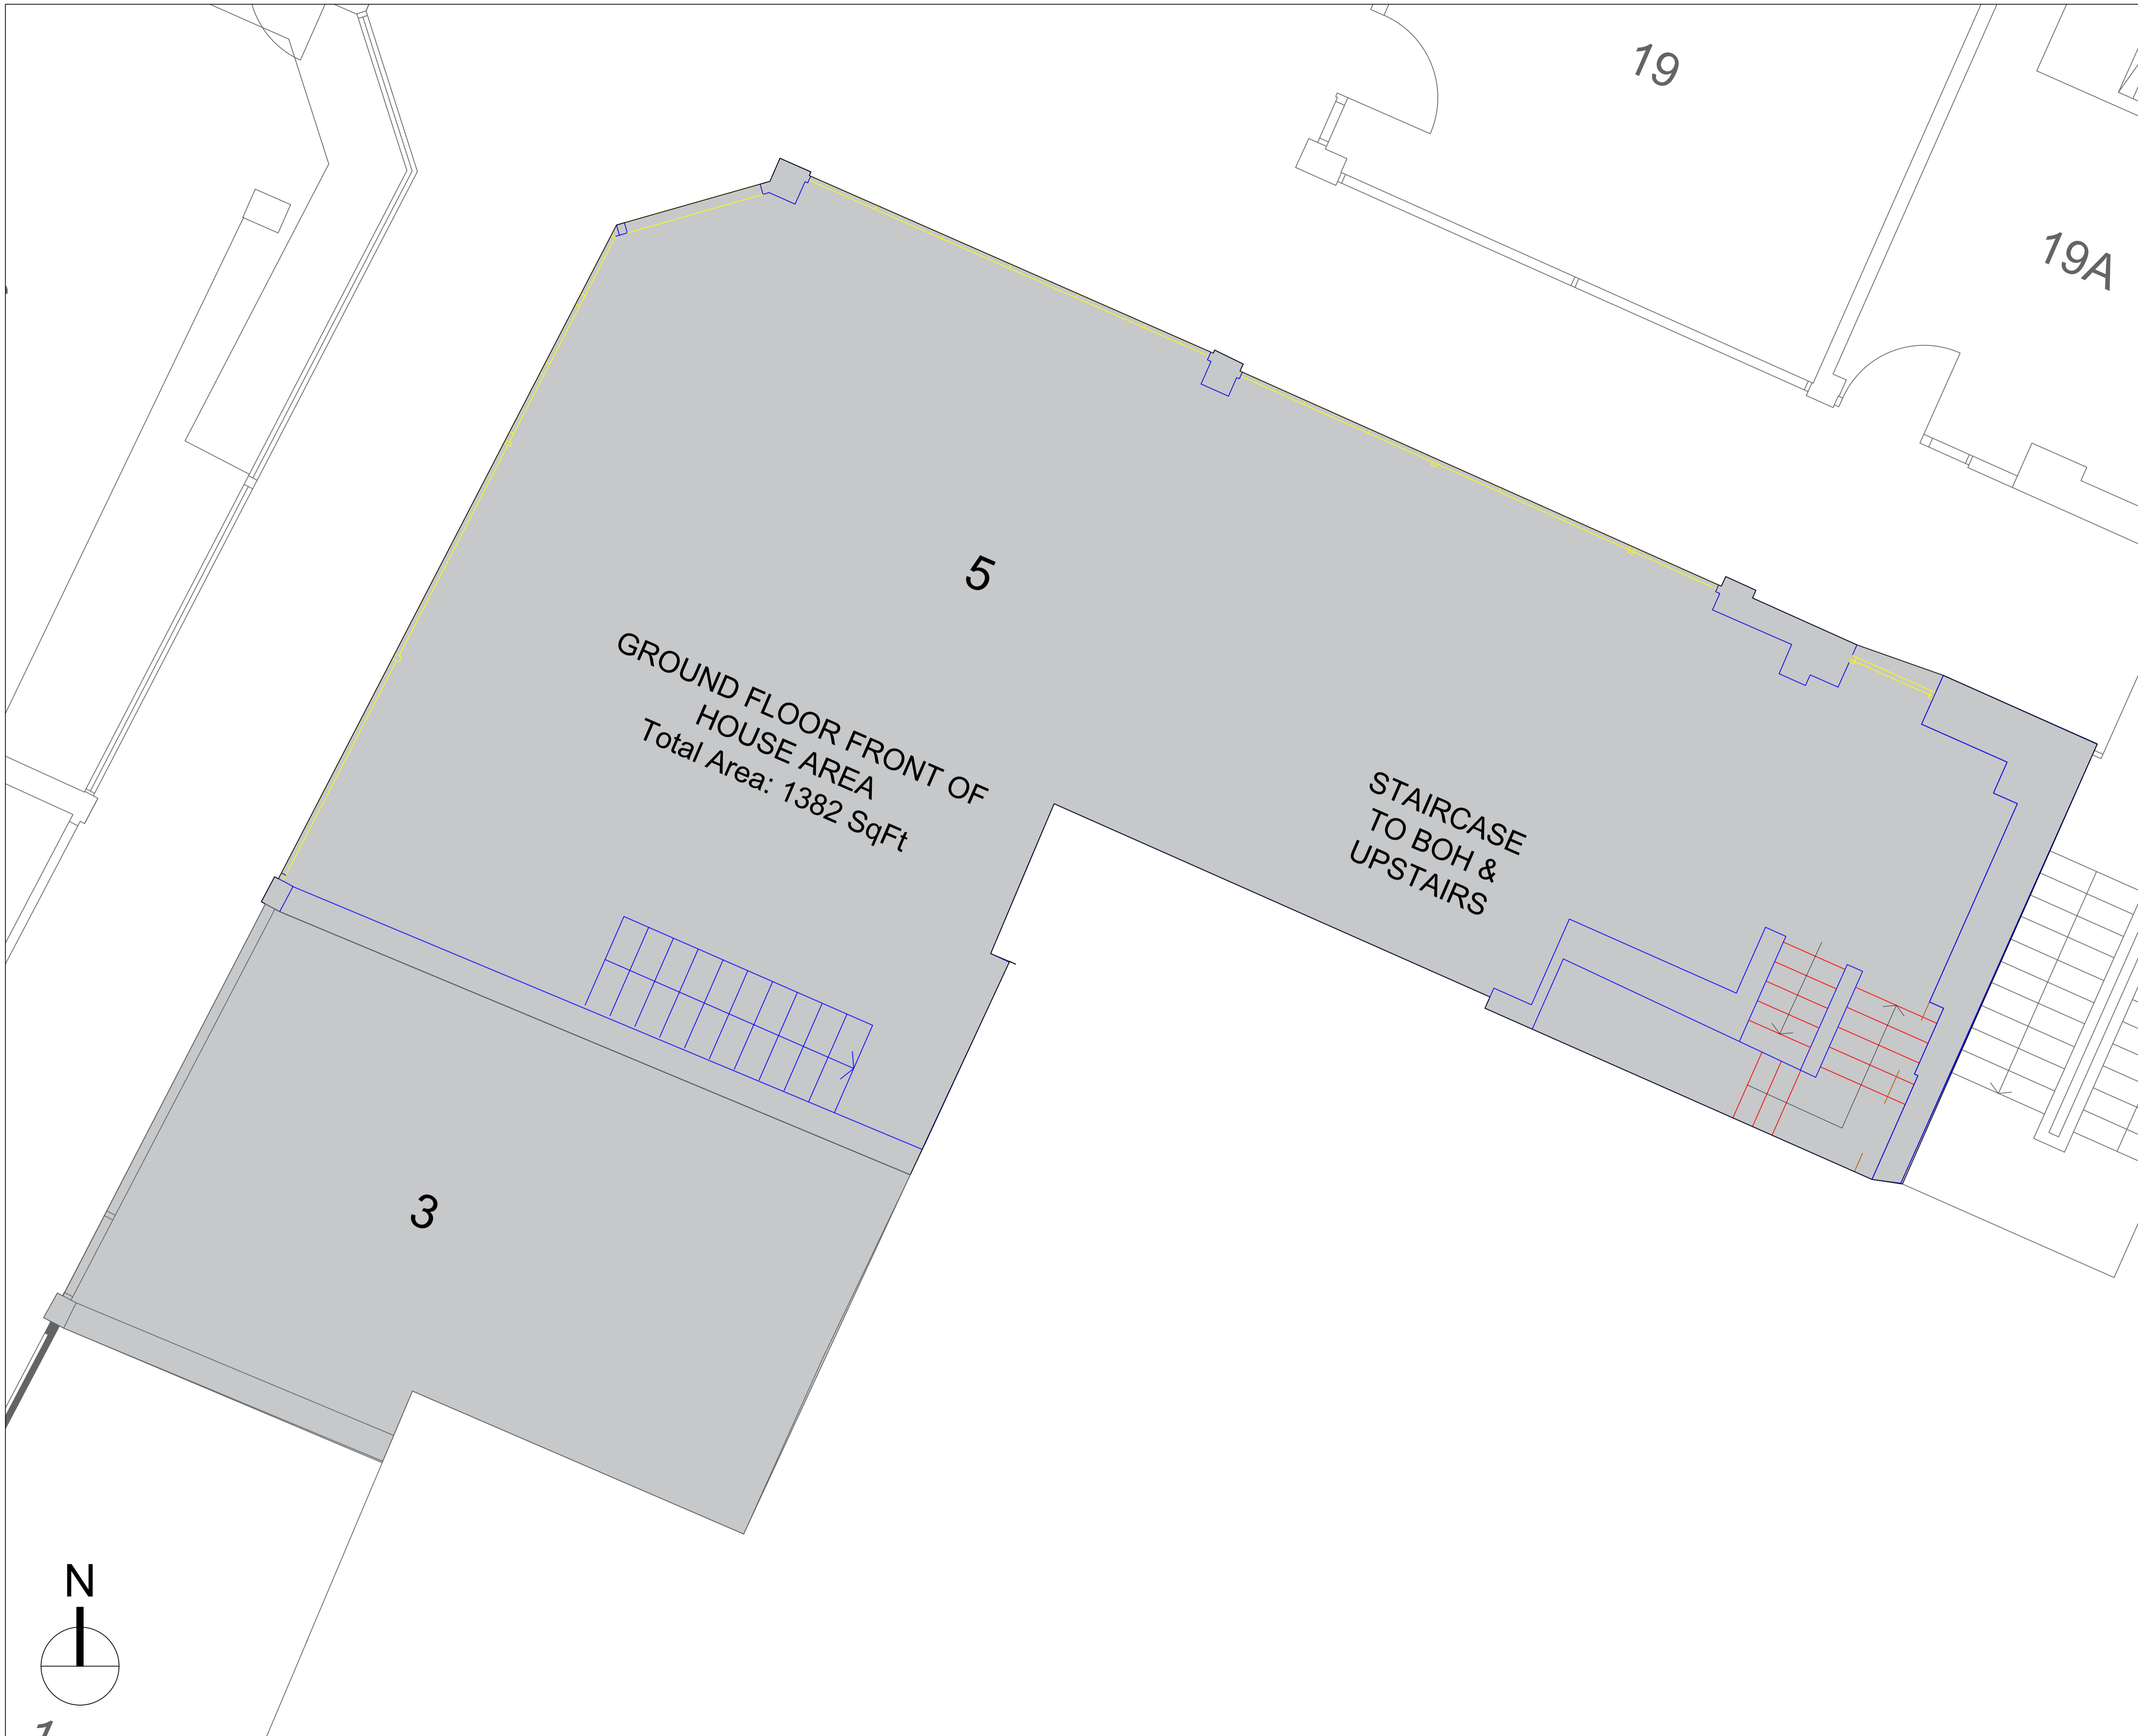 19
19A
5
GROUND FLOOR FRONT OF
HOUSE AREA
Total Area: 1382 SqFt
STAIRCASE
TO BOH &
UPSTAIRS
3
N